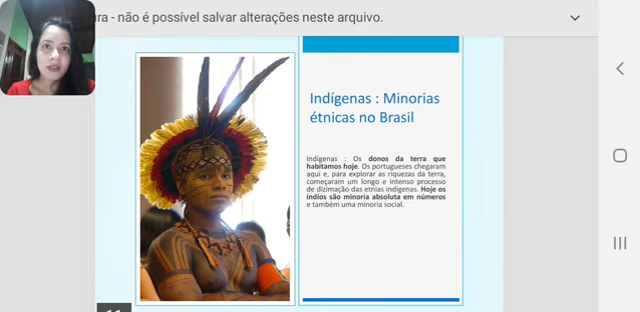 ura - não é possível salvar alterações neste arquivo.
Indígenas : Minorias
étnicas no Brasil
Indígenas : Os donos da terra que
habitamos hoje. Os portugueses chegaram
aqui e, para explorar as riquezas da terra,
começaram um longo e intenso processo
de dizimação das etnias indígenas. Hoje os
índios são minoria absoluta em números
e também uma minoria social.